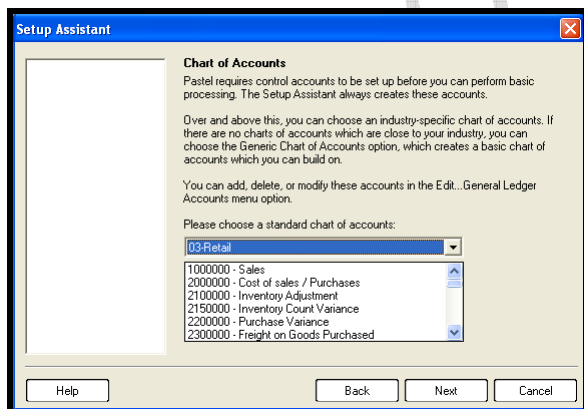 Setup Assistant
Chart of Accounts
Pastel requires control accounts to be set up before you can perform basic
processing. The Setup Assistant always creates these accounts.
Over and above this, you can choose an industry-specific chart of accounts. If
there are no charts of accounts which are close to your industry, you can
choose the Generic Chart of Accounts option, which creates a basic chart of
accounts which you can build on.
You can add, delete, or modify these accounts in the Edit...General Ledger
Accounts menu option.
Please choose a standard chart of accounts:
03-Retail
1000000 - Sales
2000000 - Cost of sales / Purchases
2100000 - Inventory Adjustment
2150000 - Inventory Count Variance
2200000 - Purchase Variance
2300000 - Freight on Goods Purchased
Help Back Next Cancel